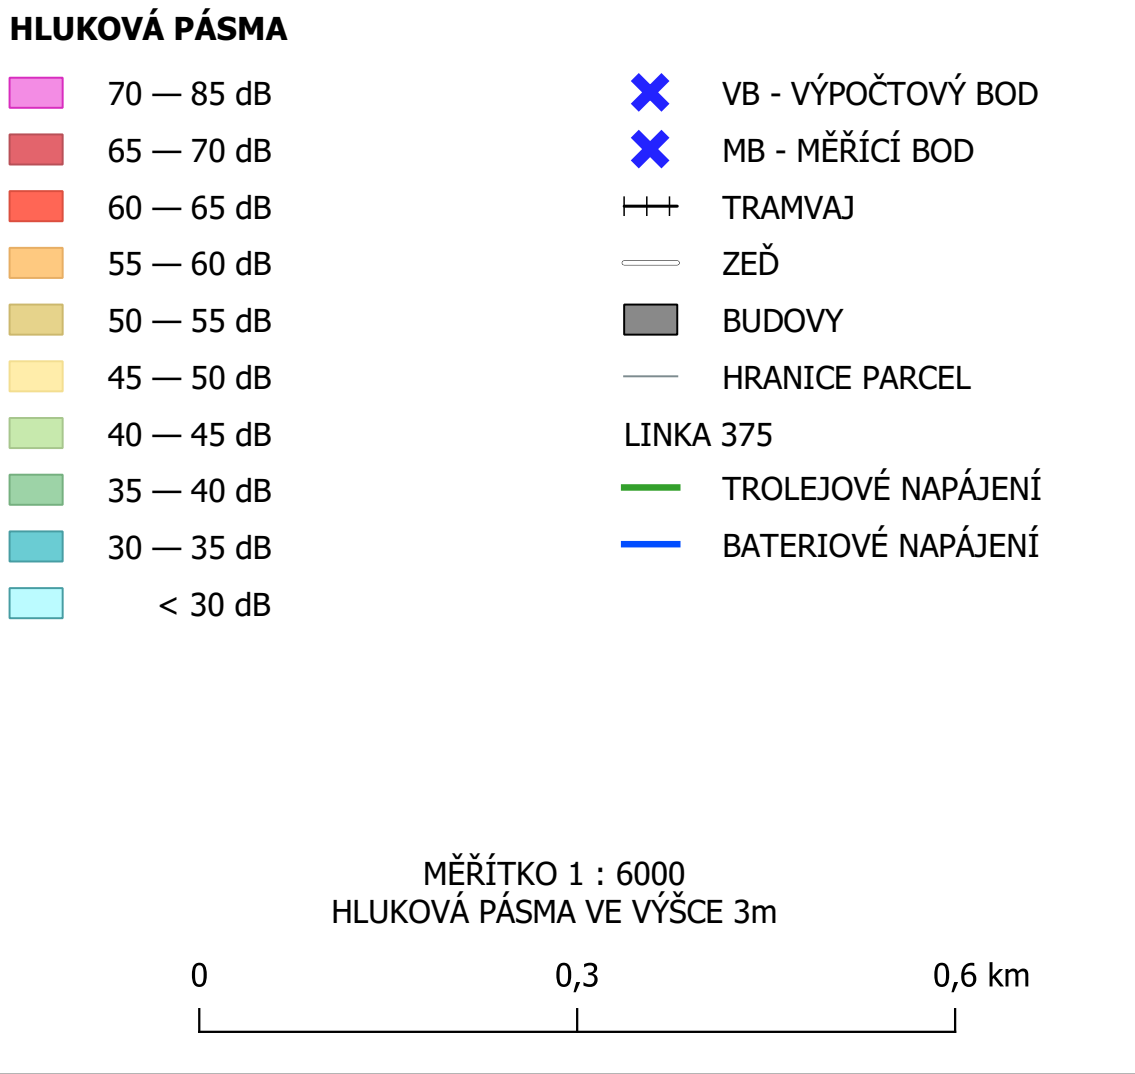 HLUKOVÁ PÁSMA
70 — 85 dB
65 — 70 dB
60 — 65 dB
55 — 60 dB
50 — 55 dB
45 — 50 dB
40 — 45 dB
35 — 40 dB
30 — 35 dB
< 30 dB
VB - VÝPOČTOVÝ BOD
MB - MĚŘÍCÍ BOD
TRAMVAJ
ZEĎ
BUDOVY
HRANICE PARCEL
LINKA 375
TROLEJOVÉ NAPÁJENÍ
BATERIOVÉ NAPÁJENÍ
MĚŘÍTKO 1 : 6000
HLUKOVÁ PÁSMA VE VÝŠCE 3m
0 0,3 0,6 km